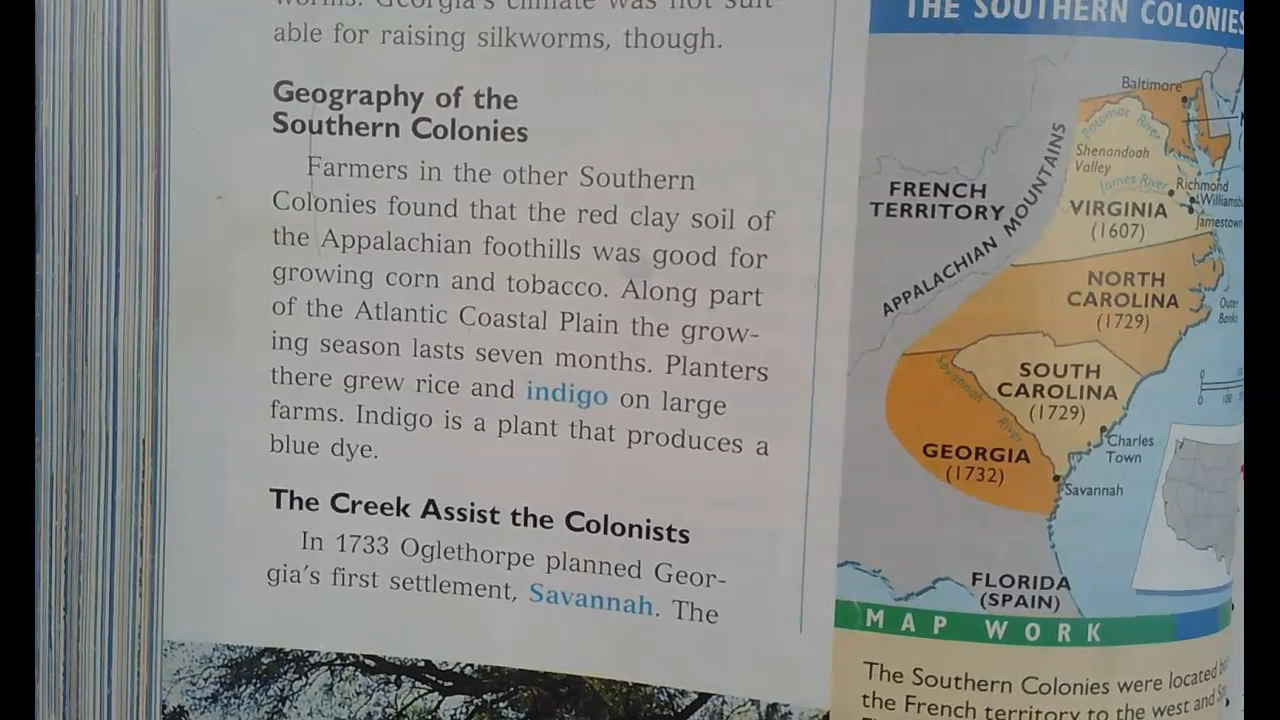 able for raising silkworms, though.
Geography of the
Southern Colonies
Farmers in the other Southern
Colonies found that the red clay soil of
the Appalachian foothills was good for
growing corn and tobacco. Along part
of the Atlantic Coastal Plain the grow-
ing season lasts seven months. Planters
there grew rice and indigo on large
farms. Indigo is a plant that produces a
blue dye.
The Creek Assist the Colonists
In 1733 Oglethorpe planned Geor-
gia's first settlement, Savannah. The
THE SOUTHERN COLONIES
Baltimore
Potomac River
Shenandoah
Valley
James River
Richmond
Jamestown
FRENCH
TERRITORY
APPALACHIAN MOUNTAINS
VIRGINIA
(1607)
NORTH
CAROLINA
(1729)
Outer
Banks
SOUTH
CAROLINA
(1729)
Savannah River
Charles
Town
GEORGIA
(1732)
Savannah
FLORIDA
(SPAIN)
MAP WORK
The Southern Colonies were located
the French territory to the west and